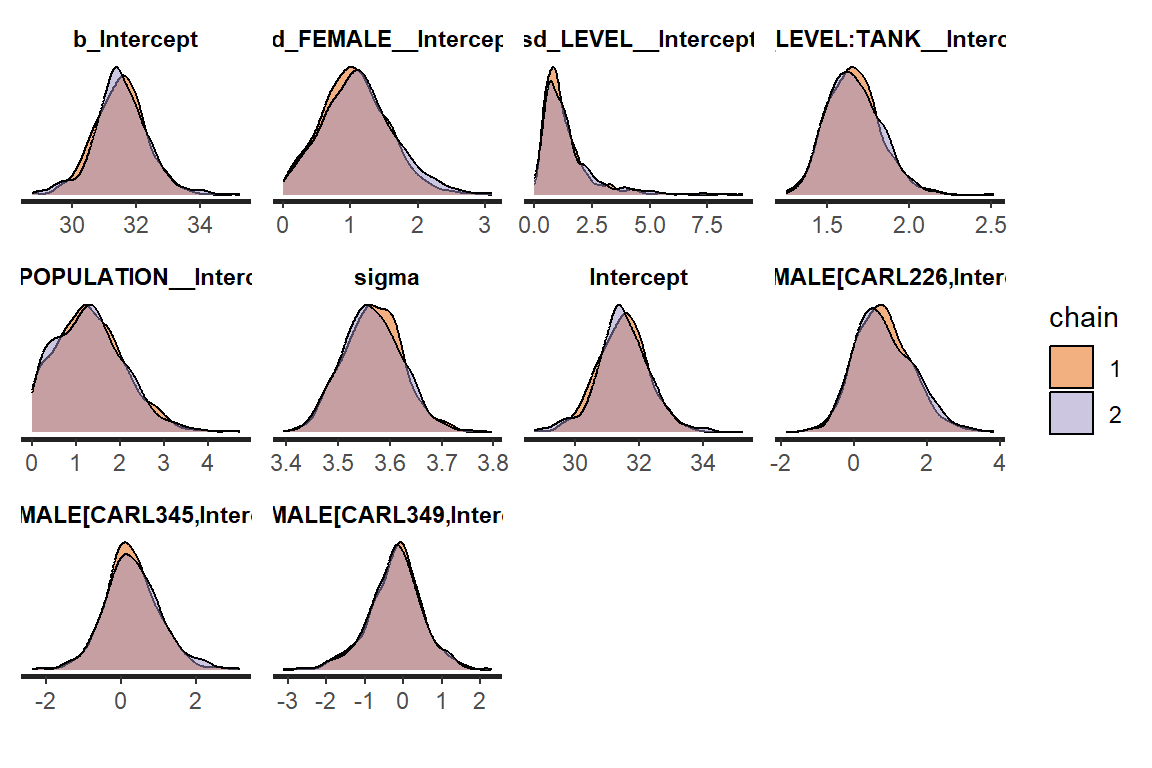 b_Intercept
d_FEMALE__Intercep
sd_LEVEL__Intercept
LEVEL:TANK__Interc
30 32 34
0 1 2 3
0.0 2.5 5.0 7.5
1.5 2.0 2.5
POPULATION__Interc
sigma
Intercept
MALE[CARL226,Inter
0 1 2 3 4
3.4 3.5 3.6 3.7 3.8
30 32 34
-2 0 2 4
chain
1
2
MALE[CARL345,Inter
MALE[CARL349,Inter
-2 0 2
-3 -2 -1 0 1 2